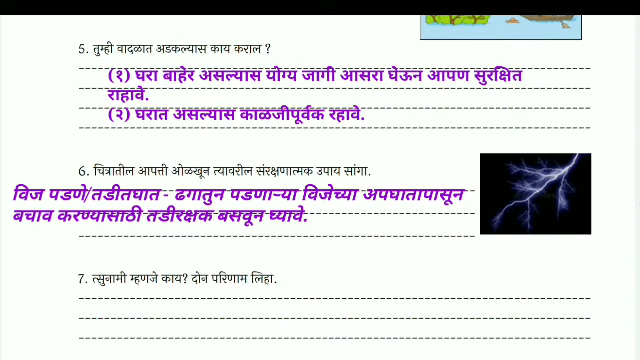 5. तुम्ही वादळात अडकल्यास काय कराल ?
(१) घरा बाहेर असल्यास योग्य जागी आसरा घेऊन आपण सुरक्षित
राहावे.
(२) घरात असल्यास काळजीपूर्वक रहावे.
6. चित्रातील आपत्ती ओळखून त्यावरील संरक्षणात्मक उपाय सांगा.
विज पडणे/तडीतघात - ढगातुन पडणाऱ्या विजेच्या अपघातापासून
बचाव करण्यासाठी तडीरक्षक बसवून घ्यावे.
7. त्सुनामी म्हणजे काय? दोन परिणाम लिहा.